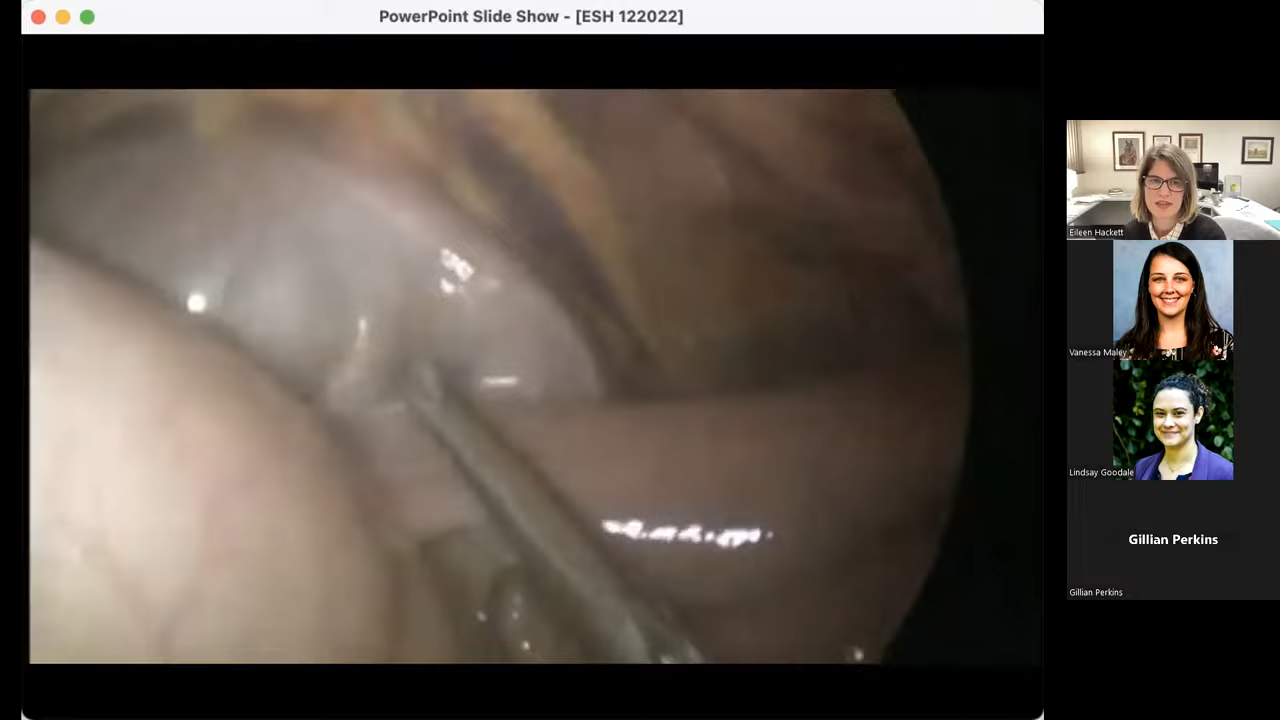 PowerPoint Slide Show - [ESH 122022]
Eileen Hackett
Vanessa Maley
Lindsay Goodale
Gillian Perkins
Gillian Perkins